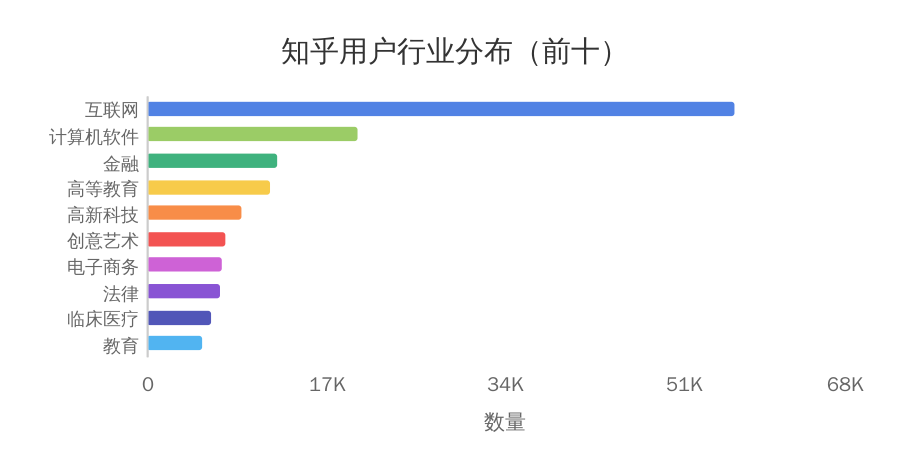 知乎用户行业分布（前十）
互联网
计算机软件
金融
高等教育
高新科技
创意艺术
电子商务
法律
临床医疗
教育
0 17K 34K 51K 68K
数量